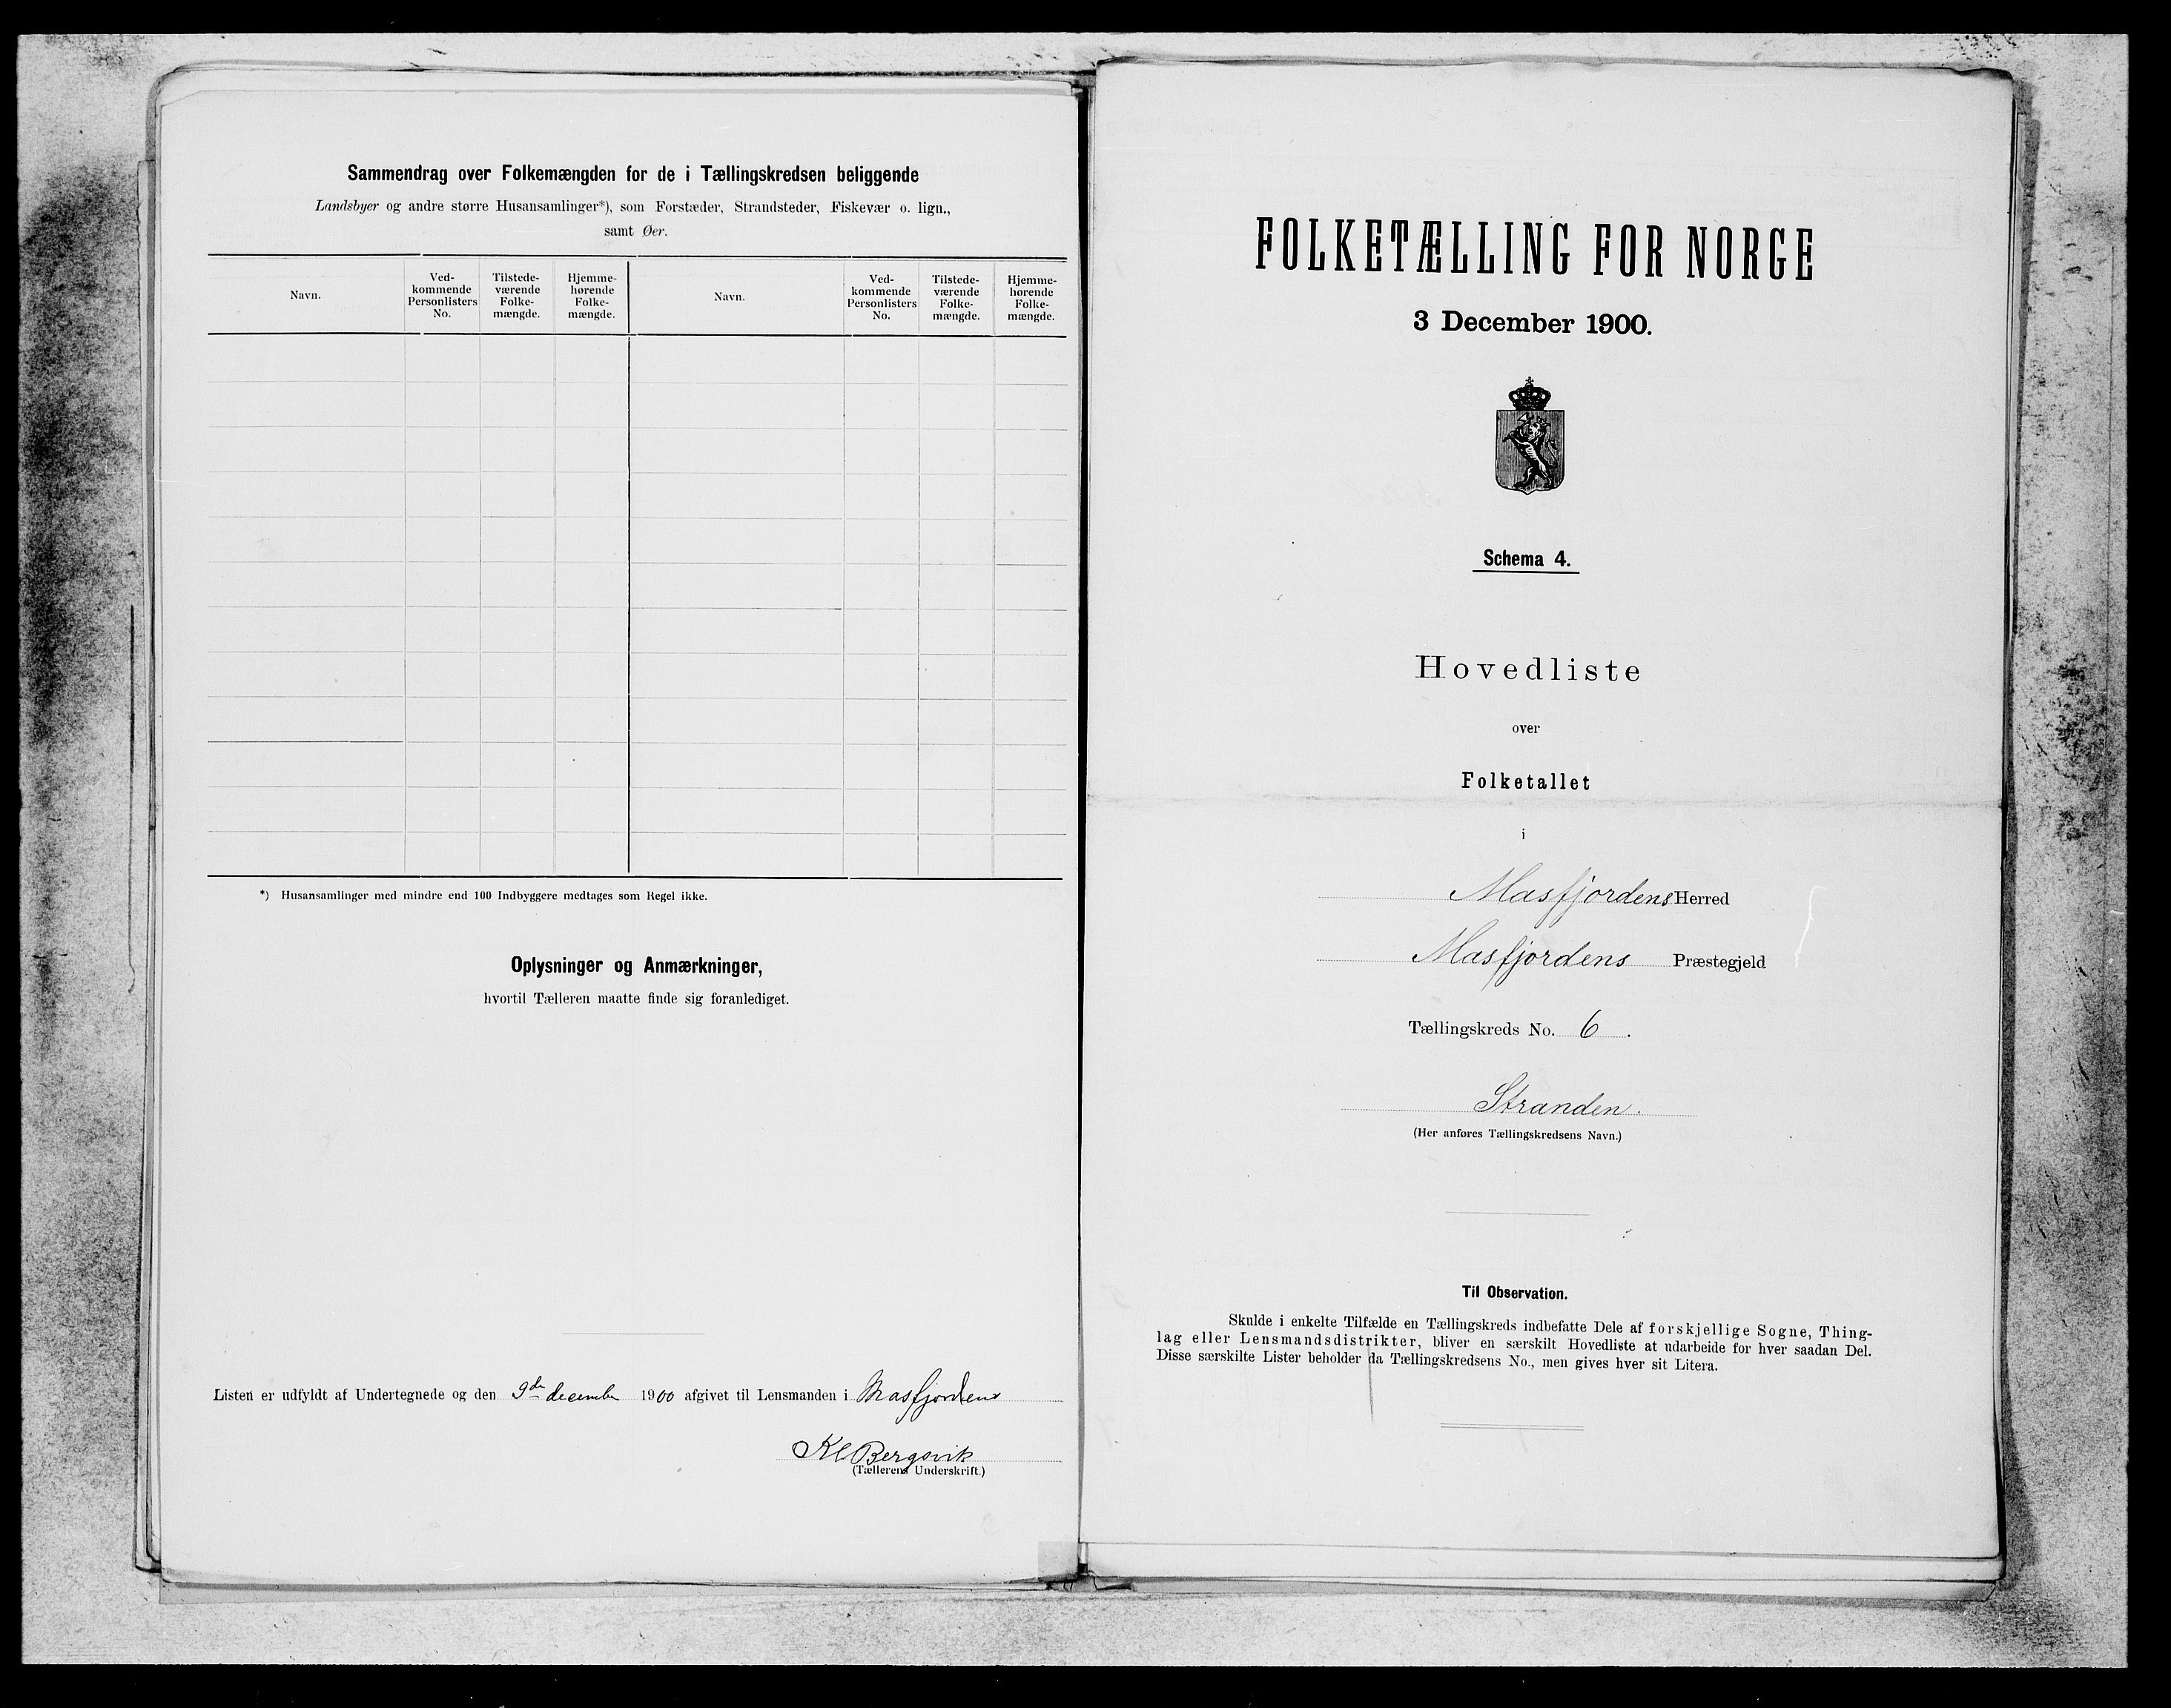 Sammendrag over Folkemængden for de i Tællingskredsen beliggende
Landsbyer og andre større Husansamlinger*), som Forstæder, Strandsteder, Fiskevær o. lign.,
samt Øer.
Navn.
Ved-
kommende
Personlisters
No.
Tilstede-
værende
Folke-
mængde.
Hjemme-
hørende
Folke-
mængde.
Navn.
Ved-
kommende
Personlisters
No.
Tilstede-
værende
Folke-
mængde.
Hjemme-
hørende
Folke-
mængde.
*) Husansamlinger med mindre end 100 Indbyggere medtages som Regel ikke.
Oplysninger og Anmærkninger,
hvortil Tælleren maatte finde sig foranlediget.
Listen er udfyldt af Undertegnede og den 9de december 1900 afgivet til Lensmanden i Masfjorden
Kl Bergsvik
(Tællerens Underskrift.)
FOLKETÆLLING FOR NORGE
3 December 1900.
Schema 4.
Hovedliste
over
Folketallet
i
Masfjordens Herred
Masfjordens Præstegjeld
Tællingskreds No. 6.
Stranden.
(Her anføres Tællingskredsens Navn.)
Til Observation.
Skulde i enkelte Tilfælde en Tællingskreds indbefatte Dele af forskjellige Sogne, Thing-
lag eller Lensmandsdistrikter, bliver en særskilt Hovedliste at udarbeide for hver saadan Del.
Disse særskilte Lister beholder da Tællingskredsens No., men gives hver sit Litera.